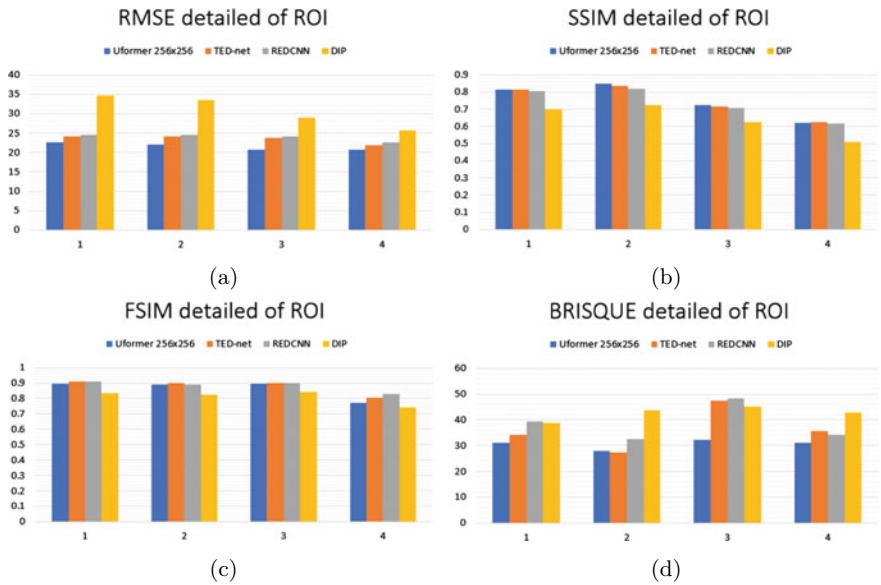 RMSE detailed of ROI
Uformer 256x256 TED-net REDCNN DIP
40
35
30
25
20
15
10
5
0
1 2 3 4
(a)
SSIM detailed of ROI
Uformer 256x256 TED-net REDCNN DIP
0.9
0.8
0.7
0.6
0.5
0.4
0.3
0.2
0.1
0
1 2 3 4
(b)
FSIM detailed of ROI
Uformer 256x256 TED-net REDCNN DIP
1
0.9
0.8
0.7
0.6
0.5
0.4
0.3
0.2
0.1
0
1 2 3 4
(c)
BRISQUE detailed of ROI
Uformer 256x256 TED-net REDCNN DIP
60
50
40
30
20
10
0
1 2 3 4
(d)